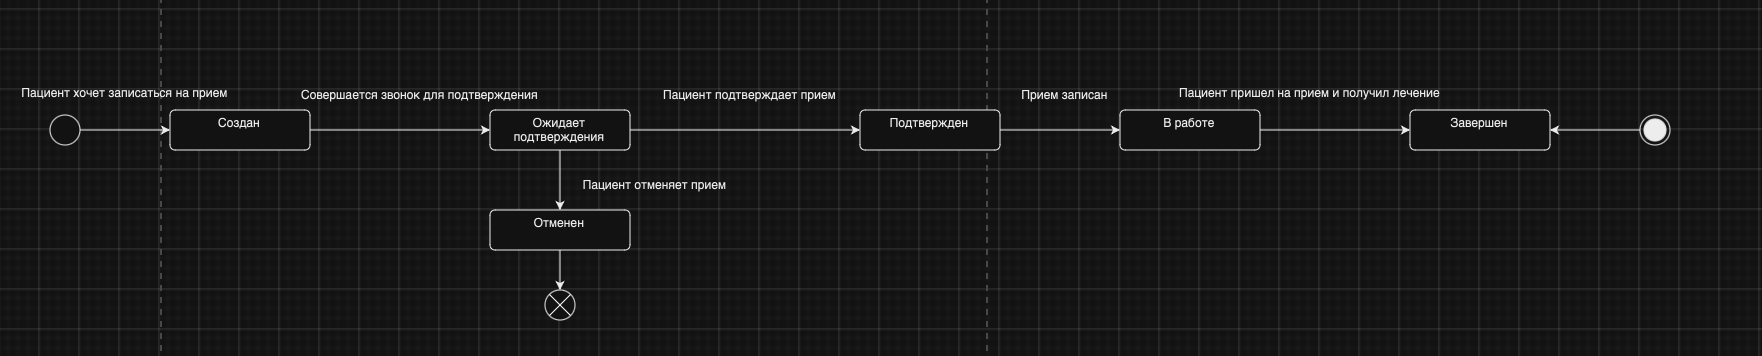 Пациент хочет записаться на прием
Совершается звонок для подтверждения
Пациент подтверждает прием
Прием записан
Пациент пришел на прием и получил лечение
Создан
Ожидает
подтверждения
Подтвержден
В работе
Завершен
Пациент отменяет прием
Отменен